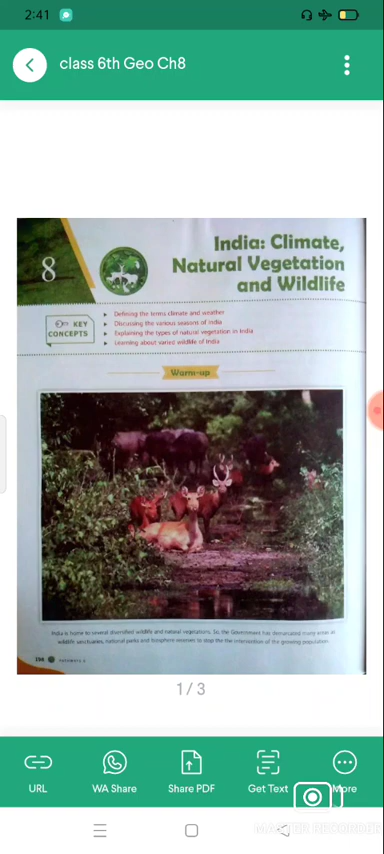 2:41
class 6th Geo Ch8
8
India: Climate,
Natural Vegetation
and Wildlife
KEY
CONCEPTS
Defining the terms climate and weather
Discussing the various seasons of India
Explaining the types of natural vegetation in India
Learning about varied wildlife of India
Warm-up
India is home to several diversified wildlife and natural vegetations. So, the Government has demarcated many areas as
wildlife sanctuaries, national parks and biosphere reserves to stop the the intervention of the growing population.
1 / 3
URL
WA Share
Share PDF
Get Text
More
RECORDER